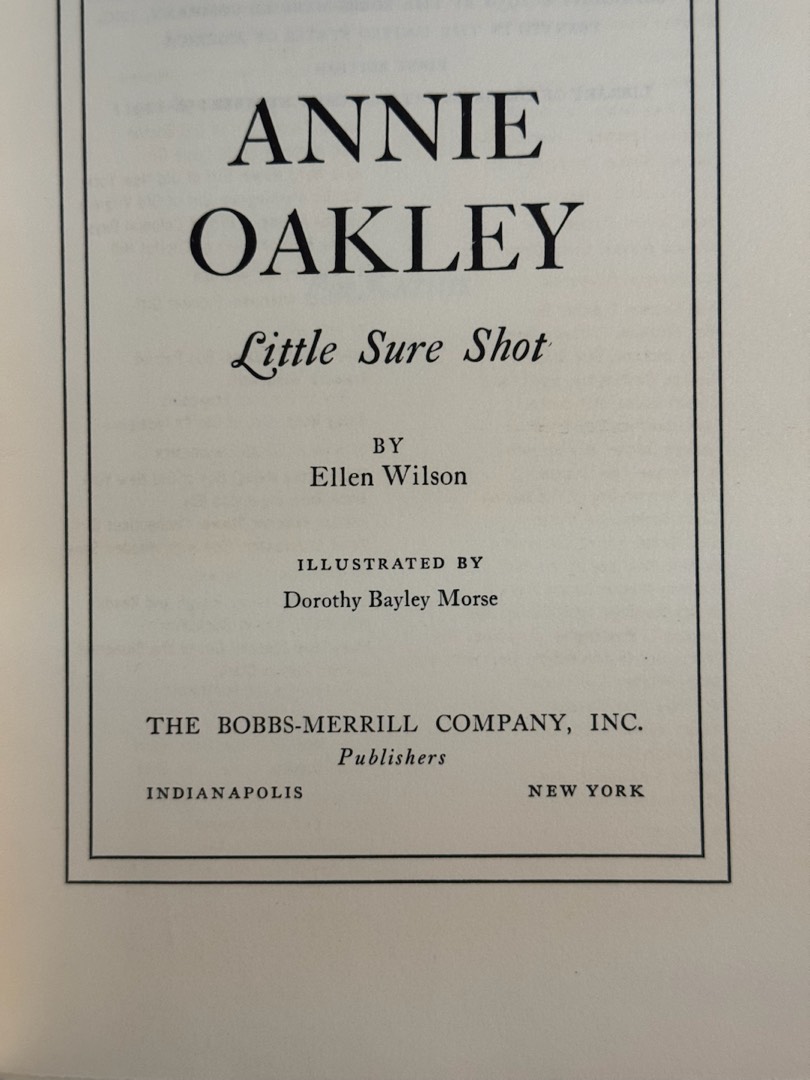 ANNIE
OAKLEY
Little Sure Shot
BY
Ellen Wilson
ILLUSTRATED BY
Dorothy Bayley Morse
THE BOBBS-MERRILL COMPANY, INC.
Publishers
INDIANAPOLIS NEW YORK